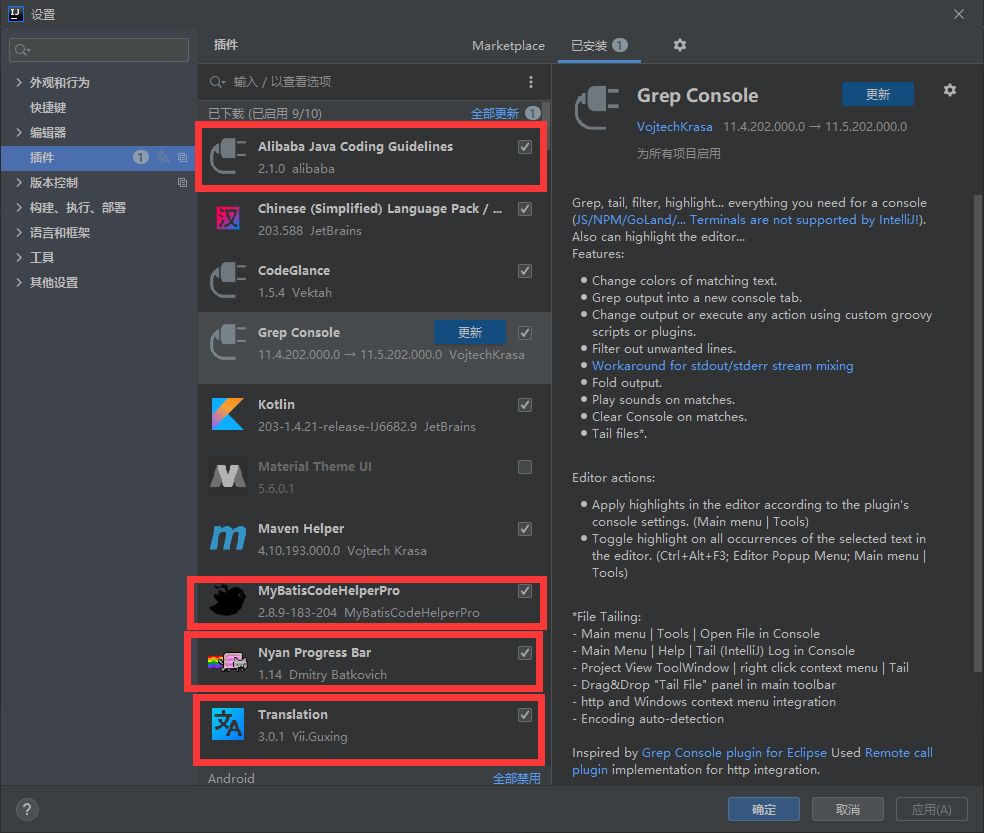 设置
插件
Marketplace
已安装 1
输入 / 以查看选项
外观和行为
快捷键
编辑器
插件 1
版本控制
构建、执行、部署
语言和框架
工具
其他设置
已下载 (已启用 9/10)
全部更新 1
Alibaba Java Coding Guidelines
2.1.0 alibaba
Chinese (Simplified) Language Pack / ...
203.588 JetBrains
CodeGlance
1.5.4 Vektah
Grep Console
更新
11.4.202.000.0 → 11.5.202.000.0 VojtechKrasa
Kotlin
203-1.4.21-release-IJ6682.9 JetBrains
Material Theme UI
5.6.0.1
Maven Helper
4.10.193.000.0 Vojtech Krasa
MyBatisCodeHelperPro
2.8.9-183-204 MyBatisCodeHelperPro
Nyan Progress Bar
1.14 Dmitry Batkovich
Translation
3.0.1 Yii.Guxing
Android
全部禁用
Grep Console
更新
VojtechKrasa 11.4.202.000.0 → 11.5.202.000.0
为所有项目启用
Grep, tail, filter, highlight... everything you need for a console
(JS/NPM/GoLand/... Terminals are not supported by IntelliJ!).
Also can highlight the editor...
Features:
● Change colors of matching text.
● Grep output into a new console tab.
● Change output or execute any action using custom groovy
scripts or plugins.
● Filter out unwanted lines.
● Workaround for stdout/stderr stream mixing
● Fold output.
● Play sounds on matches.
● Clear Console on matches.
● Tail files*.
Editor actions:
● Apply highlights in the editor according to the plugin's
console settings. (Main menu | Tools)
● Toggle highlight on all occurrences of the selected text in
the editor. (Ctrl+Alt+F3; Editor Popup Menu; Main menu |
Tools)
*File Tailing:
- Main menu | Tools | Open File in Console
- Main Menu | Help | Tail (IntelliJ) Log in Console
- Project View ToolWindow | right click context menu | Tail
- Drag&Drop "Tail File" panel in main toolbar
- http and Windows context menu integration
- Encoding auto-detection
Inspired by Grep Console plugin for Eclipse Used Remote call
plugin implementation for http integration.
?
确定
取消
应用(A)